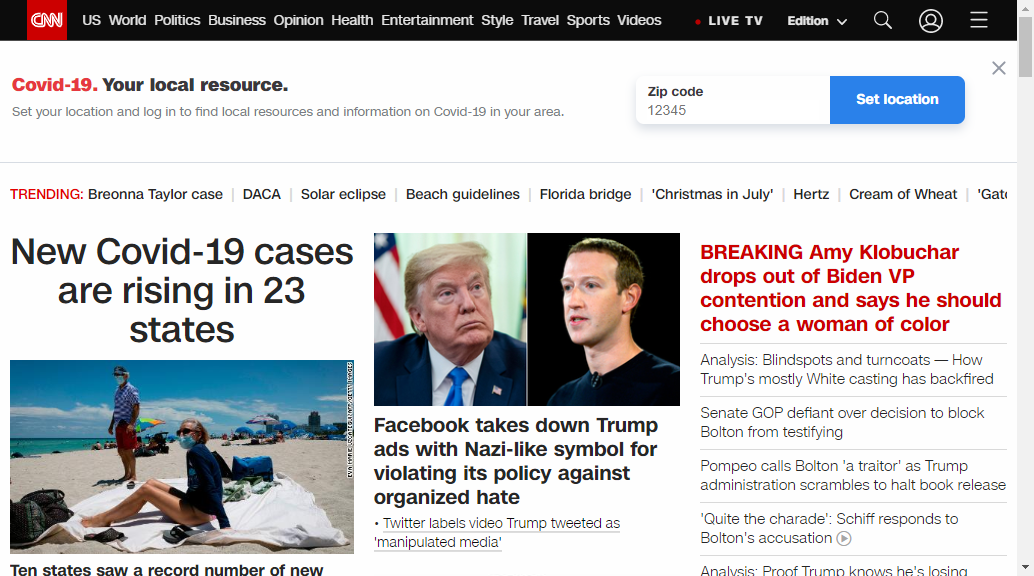 CNN
US World Politics Business Opinion Health Entertainment Style Travel Sports Videos
LIVE TV
Edition
Covid-19. Your local resource.
Set your location and log in to find local resources and information on Covid-19 in your area.
Zip code
12345
Set location
TRENDING: Breonna Taylor case | DACA | Solar eclipse | Beach guidelines | Florida bridge | 'Christmas in July' | Hertz | Cream of Wheat |
New Covid-19 cases
are rising in 23
states
Ten states saw a record number of new
Facebook takes down Trump
ads with Nazi-like symbol for
violating its policy against
organized hate
• Twitter labels video Trump tweeted as
'manipulated media'
BREAKING Amy Klobuchar
drops out of Biden VP
contention and says he should
choose a woman of color
Analysis: Blindspots and turncoats — How
Trump's mostly White casting has backfired
Senate GOP defiant over decision to block
Bolton from testifying
Pompeo calls Bolton 'a traitor' as Trump
administration scrambles to halt book release
'Quite the charade': Schiff responds to
Bolton's accusation
Analysis: Proof Trump knows he's losing